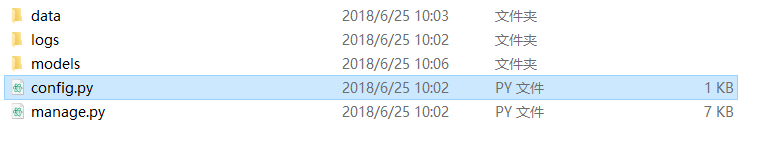 data 2018/6/25 10:03 文件夹
logs 2018/6/25 10:02 文件夹
models 2018/6/25 10:06 文件夹
config.py 2018/6/25 10:02 PY 文件 1 KB
manage.py 2018/6/25 10:02 PY 文件 7 KB